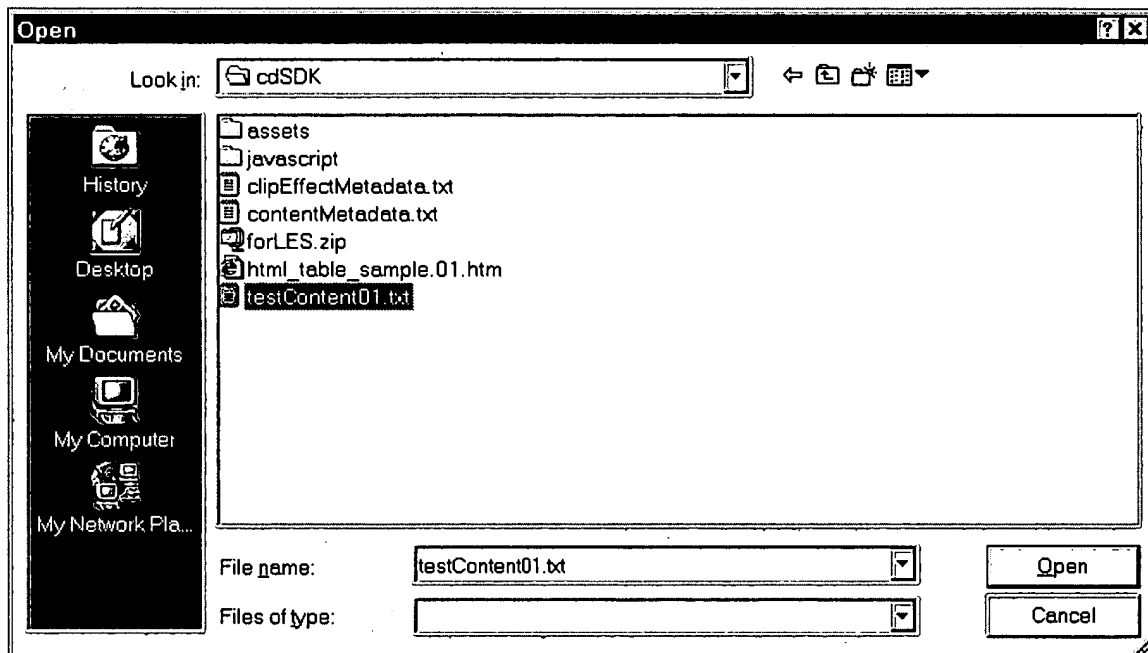 Open
Look in: cdSDK
History
Desktop
My Documents
My Computer
My Network Pla...
assets
javascript
clipEffectMetadata.txt
contentMetadata.txt
forLES.zip
html_table_sample.01.htm
testContent01.txt
File name: testContent01.txt Open
Files of type: Cancel